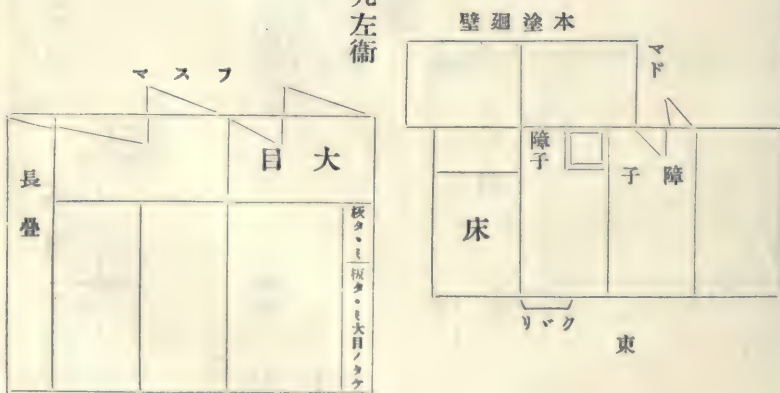 本塗廻壁
マド
障子
障子
床
クヾリ
東
左衞
フスマ
大目
長疊
板タヽミ
板タヽミ大目ノタケ